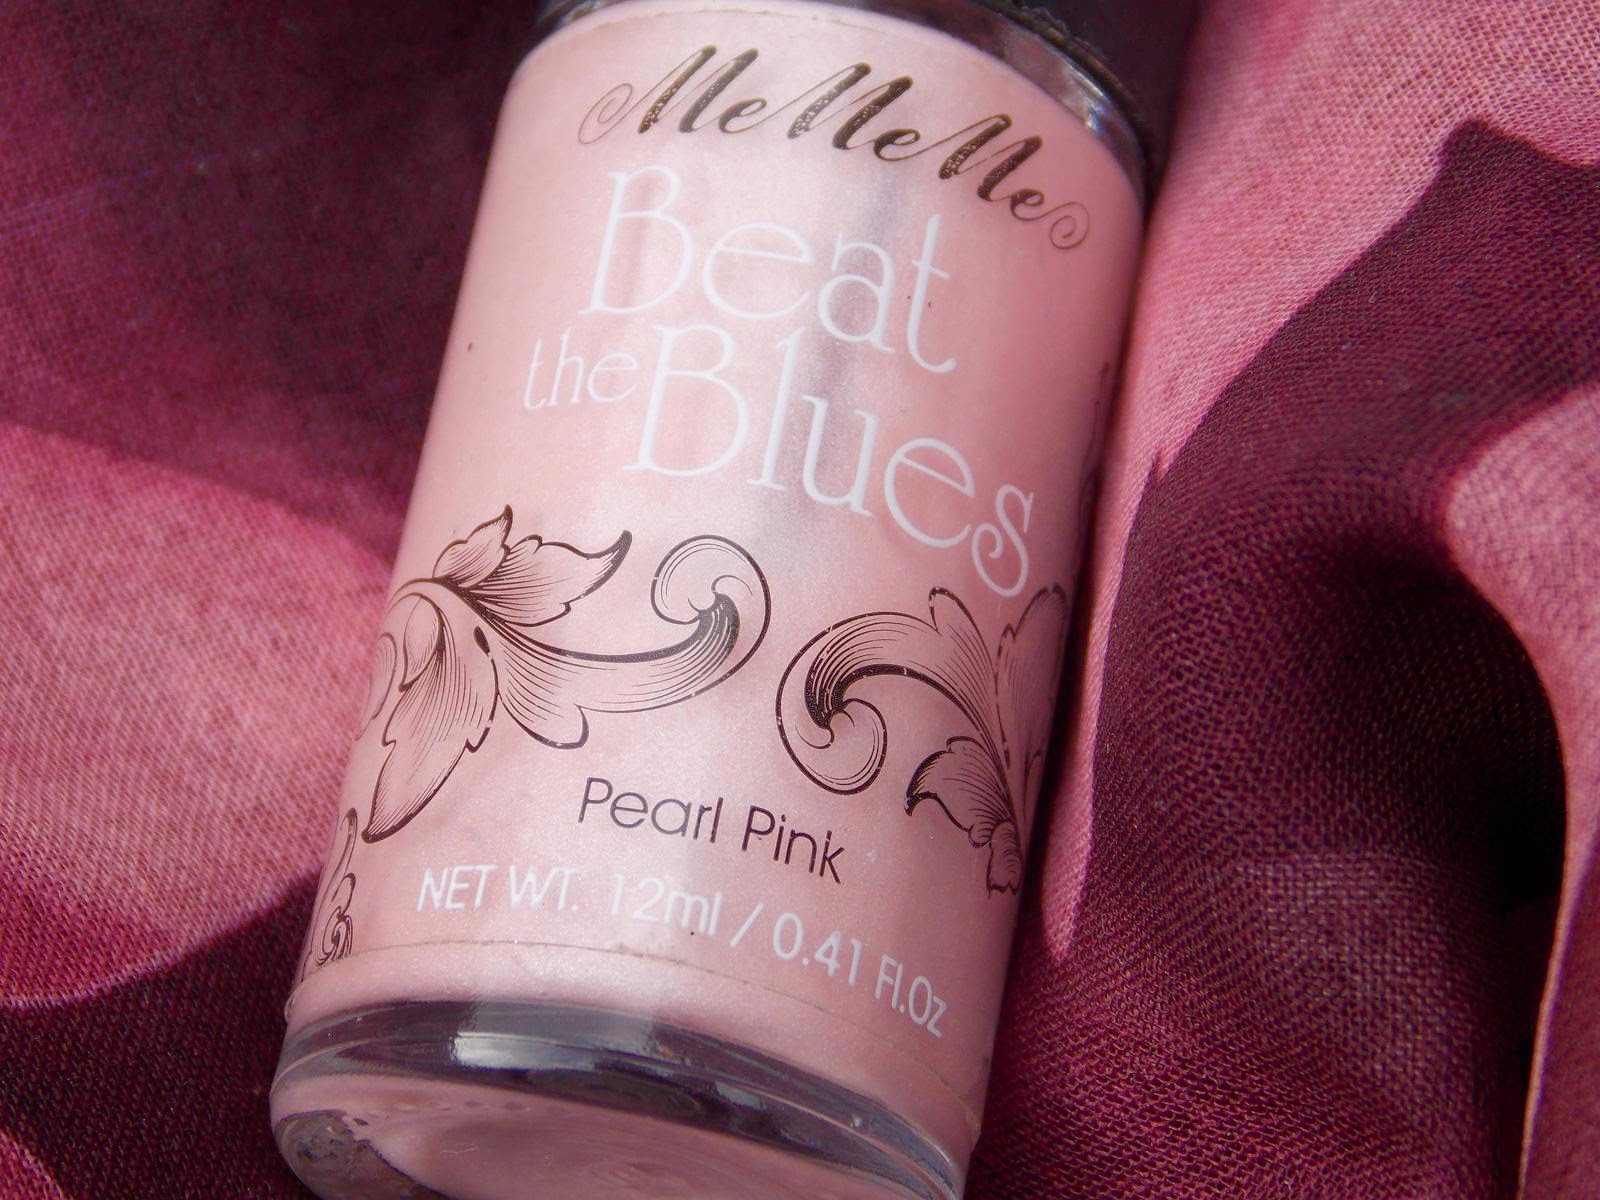 MeMeMe
Beat
the Blues
Pearl Pink
NET WT. 12ml / 0.41 Fl.Oz